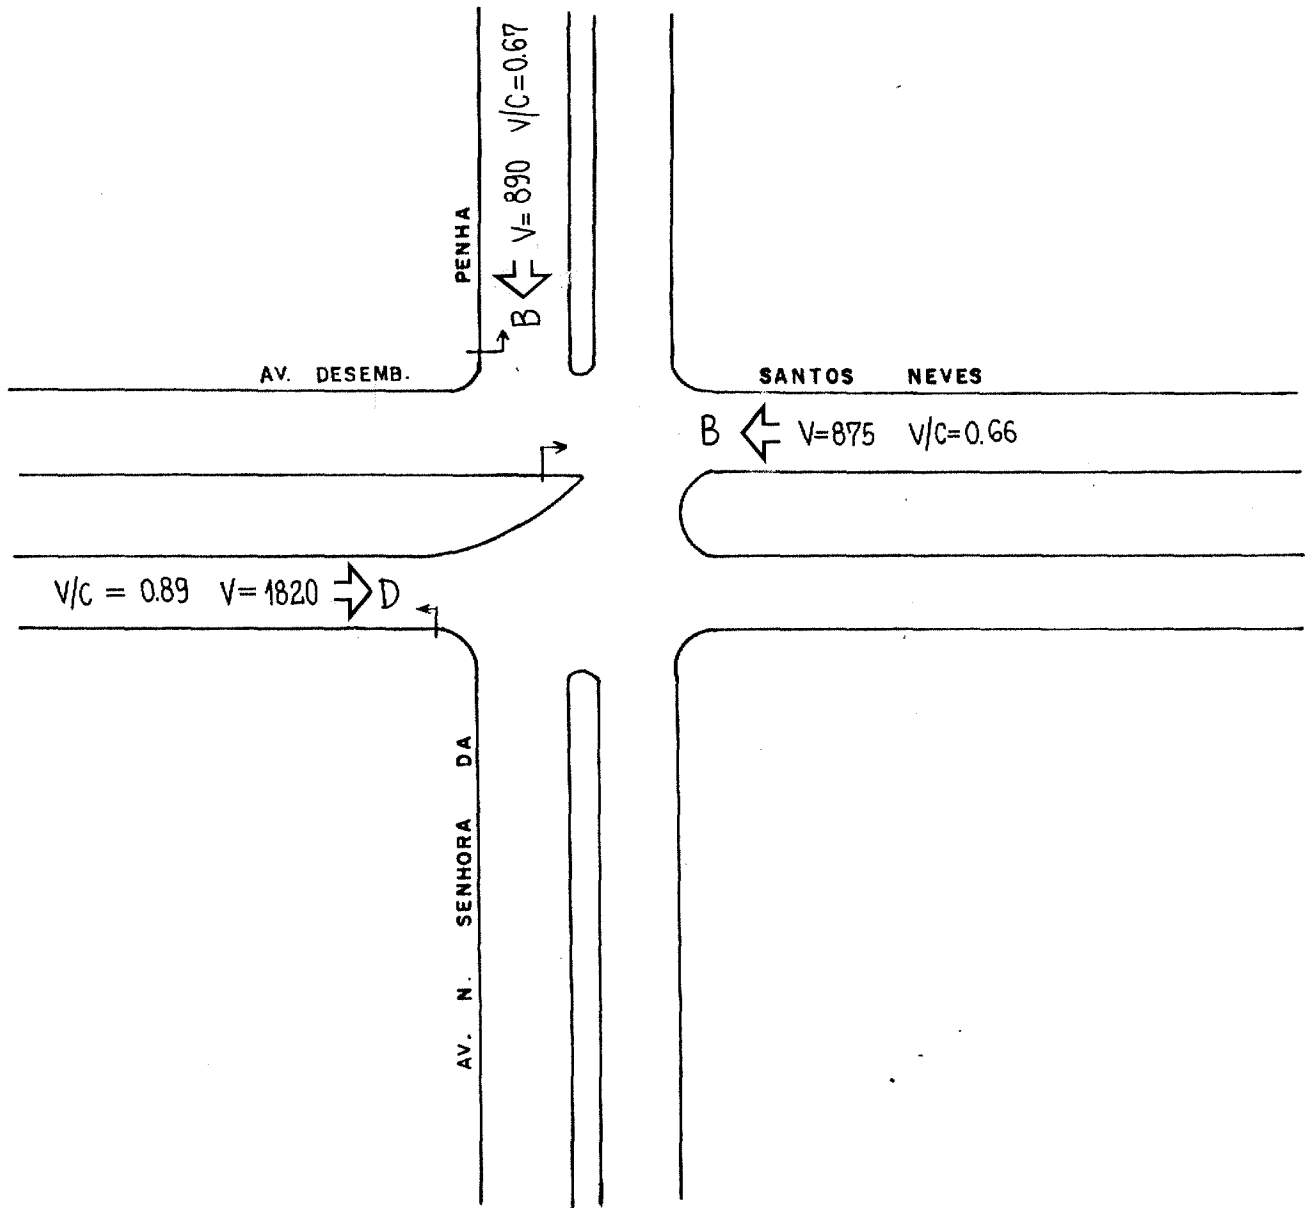 V=890 V/C=0.67
B
PENHA
AV. DESEMB.
SANTOS NEVES
B V=875 V/C=0.66
V/C = 0.89 V=1820 D
AV. N. SENHORA DA